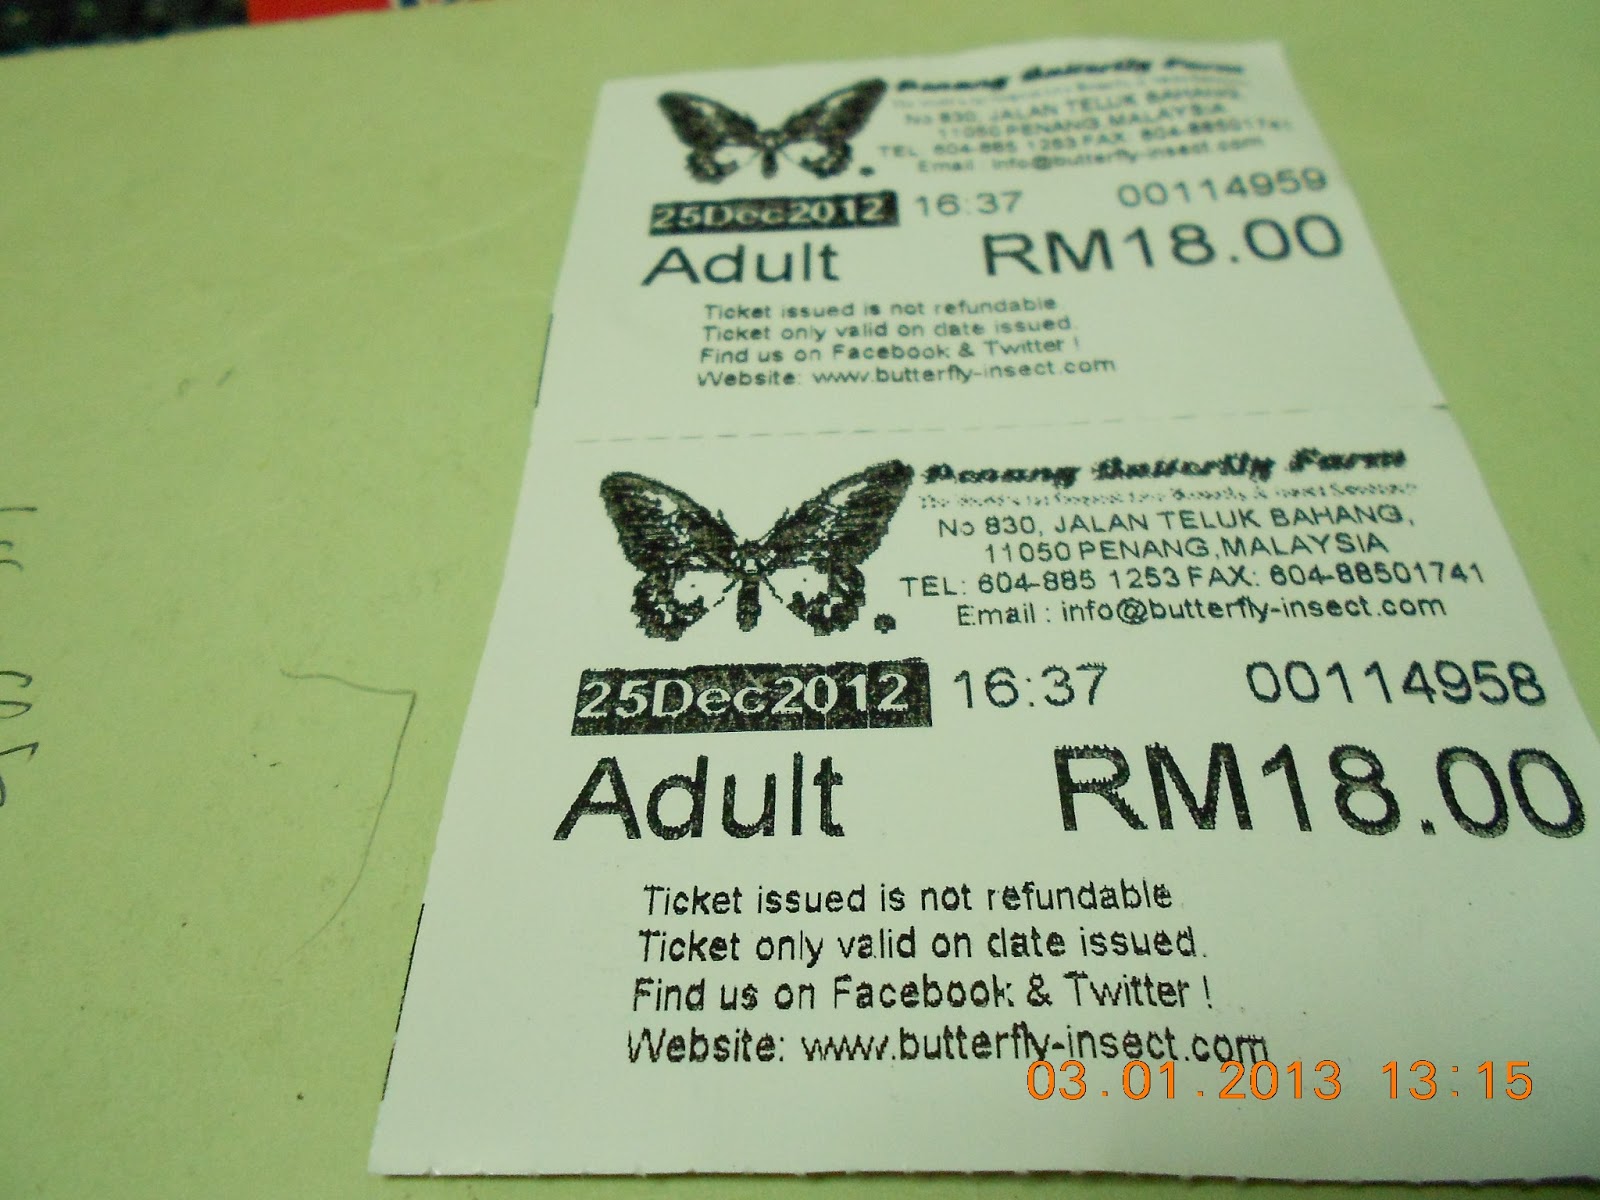 Penang Butterfly Farm
No 830, JALAN TELUK BAHANG,
11050 PENANG,MALAYSIA
TEL: 604-885 1253 FAX: 604-88501741
Email : info@butterfly-insect.com
25Dec2012 16:37 00114959
Adult RM18.00
Ticket issued is not refundable
Ticket only valid on date issued.
Find us on Facebook & Twitter !
Website: www.butterfly-insect.com
Penang Butterfly Farm
No 830, JALAN TELUK BAHANG,
11050 PENANG,MALAYSIA
TEL: 604-885 1253 FAX: 604-88501741
Email : info@butterfly-insect.com
25Dec2012 16:37 00114958
Adult RM18.00
Ticket issued is not refundable
Ticket only valid on date issued.
Find us on Facebook & Twitter !
Website: www.butterfly-insect.com
03.01.2013 13:15